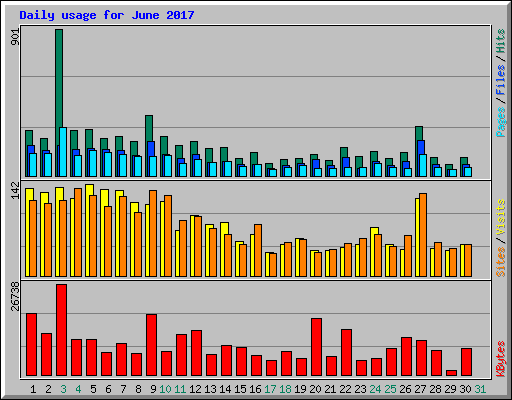 Daily usage for June 2017
901
Pages / Files / Hits
142
Sites / Visits
26738
KBytes
1 2 3 4 5 6 7 8 9 10 11 12 13 14 15 16 17 18 19 20 21 22 23 24 25 26 27 28 29 30 31